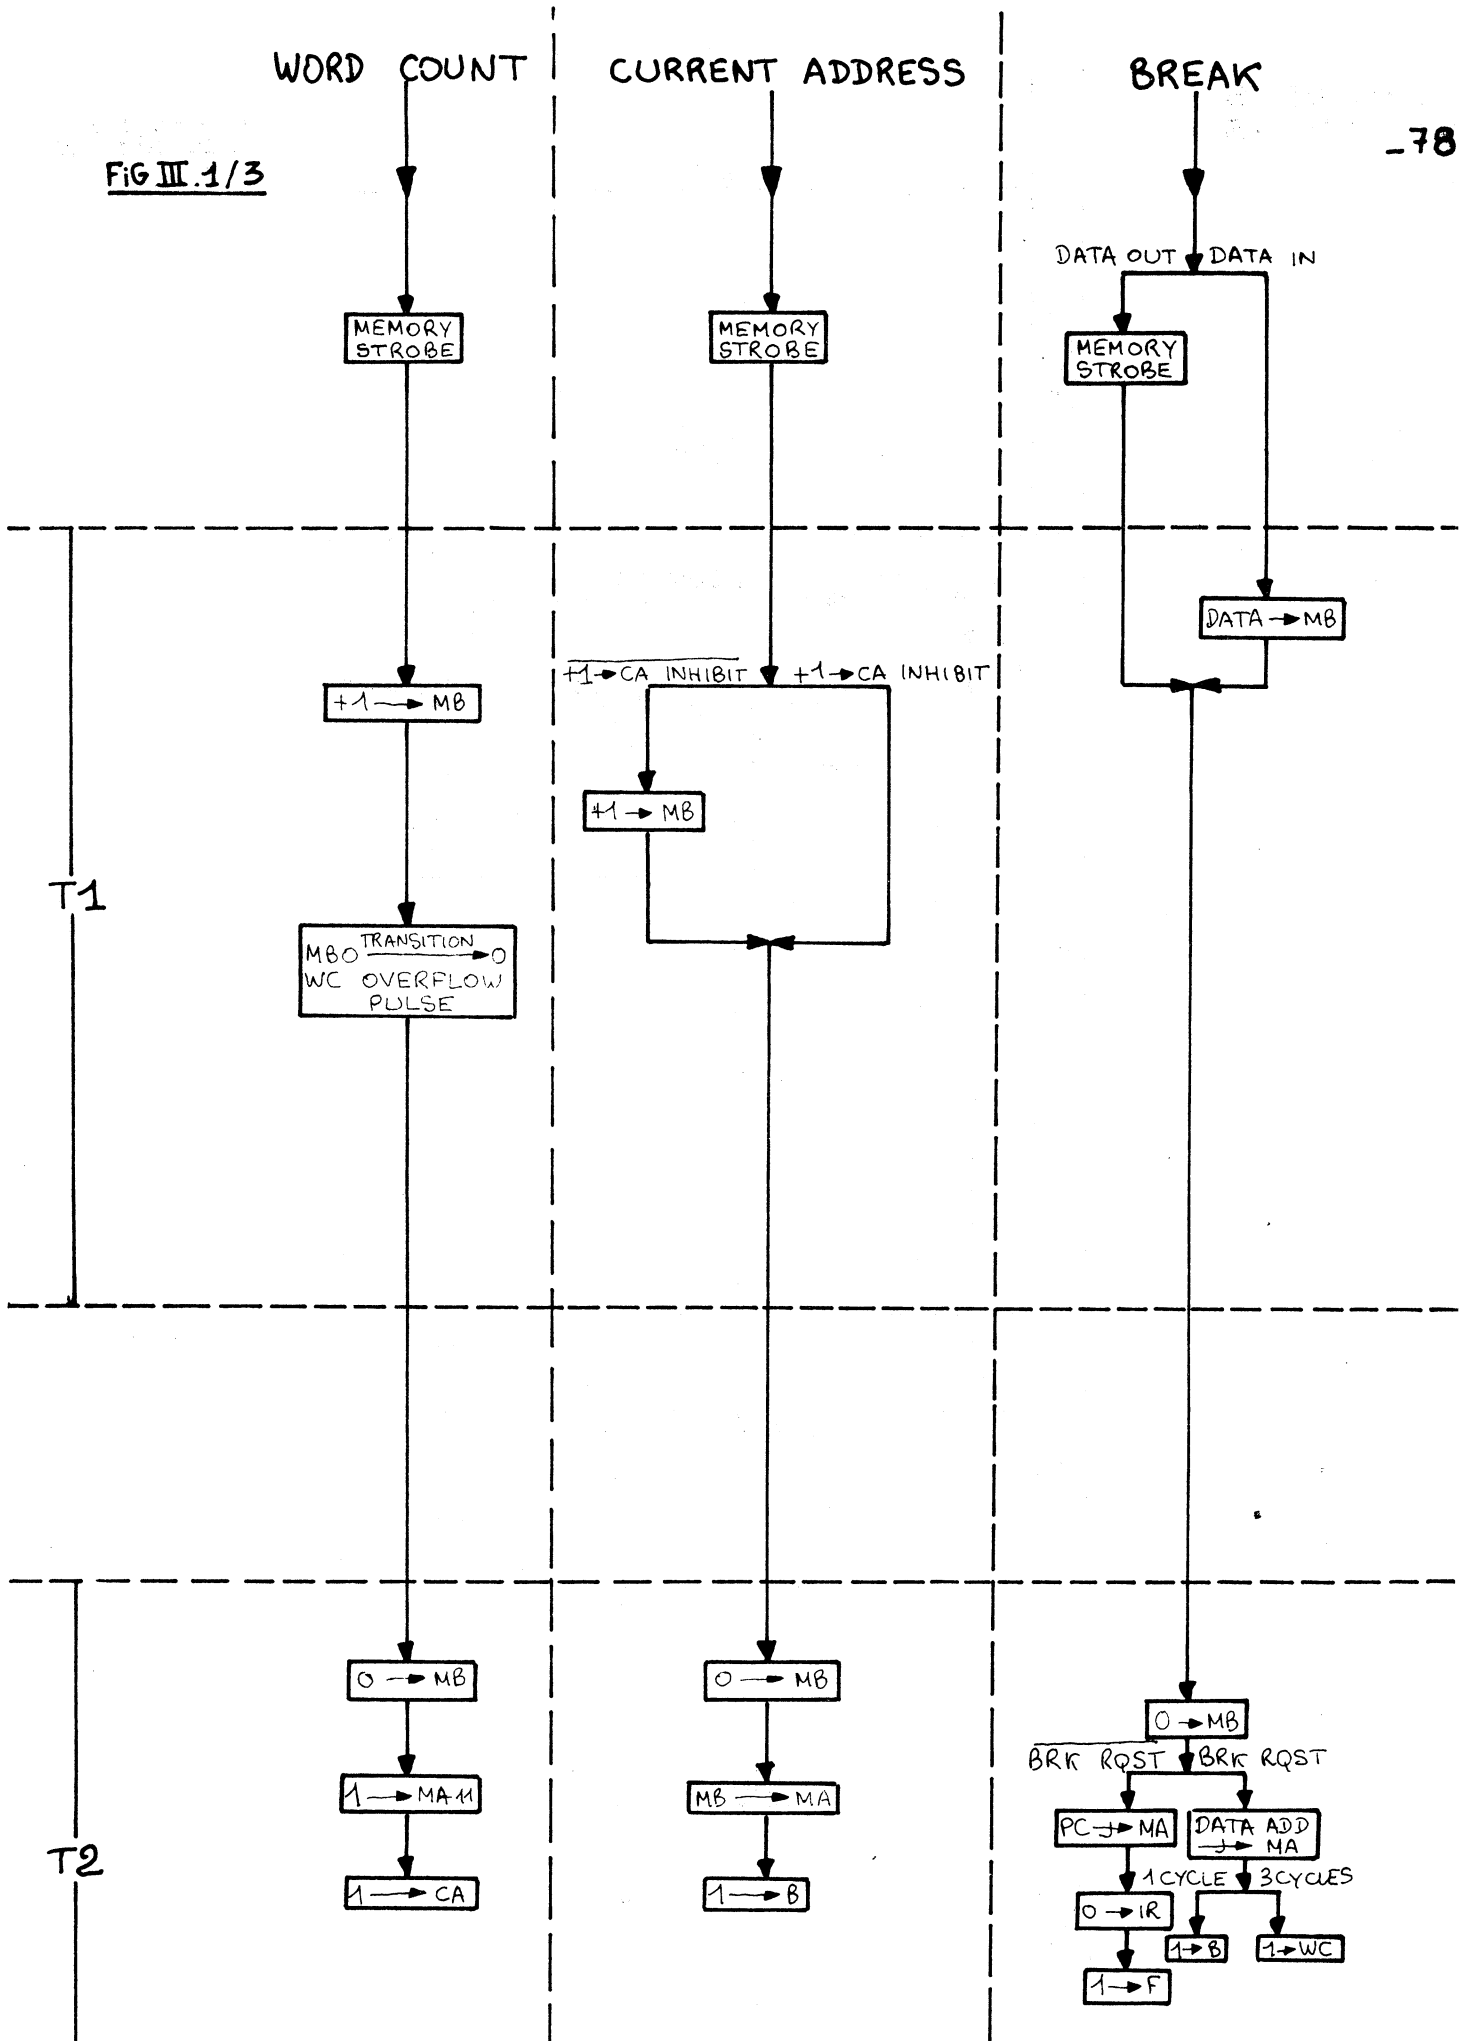 WORD COUNT
CURRENT ADDRESS
BREAK
-78
FiG III.1/3
DATA OUT
DATA IN
MEMORY
STROBE
MEMORY
STROBE
MEMORY
STROBE
T1
DATA → MB
+1 → CA INHIBIT
+1 → CA INHIBIT
+1 → MB
+1 → MB
TRANSITION
MB0 → 0
WC OVERFLOW
PULSE
T2
0 → MB
0 → MB
0 → MB
BRK RQST
BRK RQST
1 → MA 11
MB → MA
PC → MA
DATA ADD
→ MA
1 CYCLE
3 CYCLES
1 → CA
1 → B
0 → IR
1 → B
1 → WC
1 → F